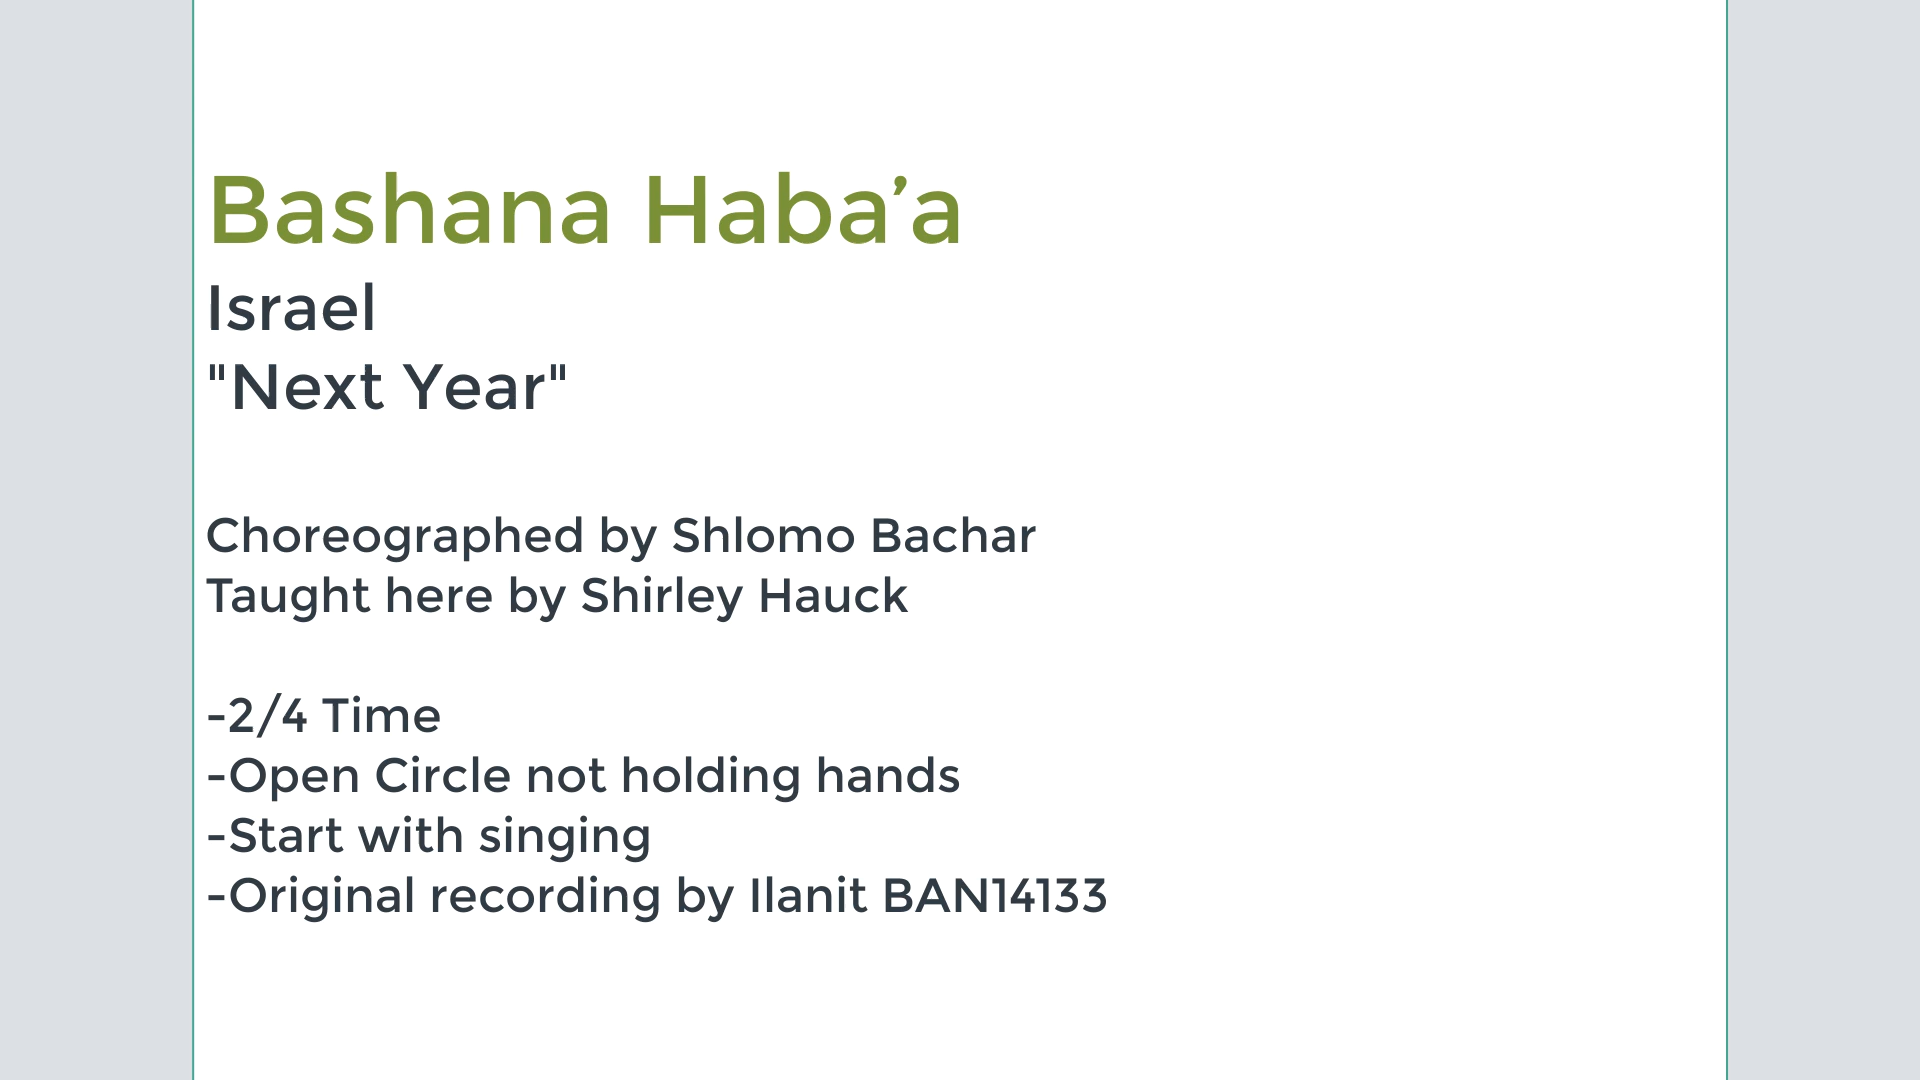 Bashana Haba’a
Israel
"Next Year"
Choreographed by Shlomo Bachar
Taught here by Shirley Hauck
-2/4 Time
-Open Circle not holding hands
-Start with singing
-Original recording by Ilanit BAN14133